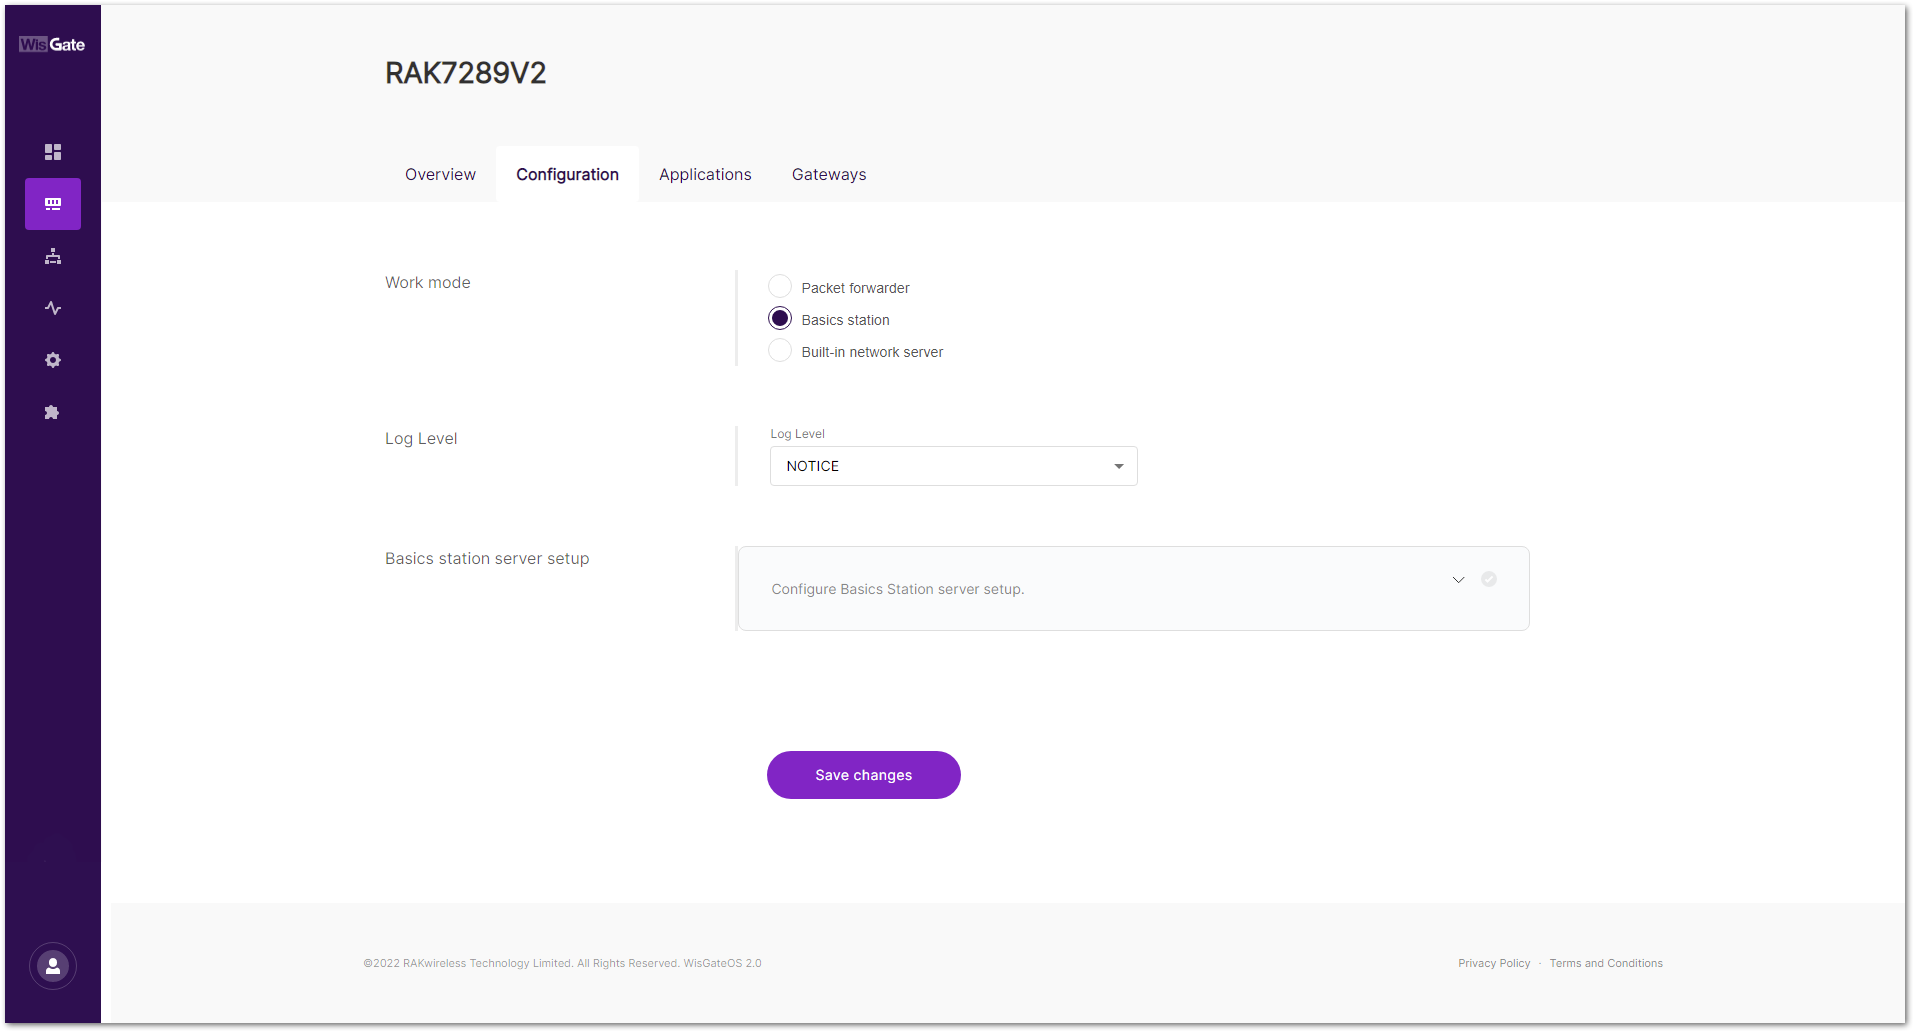 WisGate
RAK7289V2
Overview Configuration Applications Gateways
Work mode
Packet forwarder
Basics station
Built-in network server
Log Level
Log Level
NOTICE
Basics station server setup
Configure Basics Station server setup.
Save changes
©2022 RAKwireless Technology Limited. All Rights Reserved. WisGateOS 2.0
Privacy Policy · Terms and Conditions